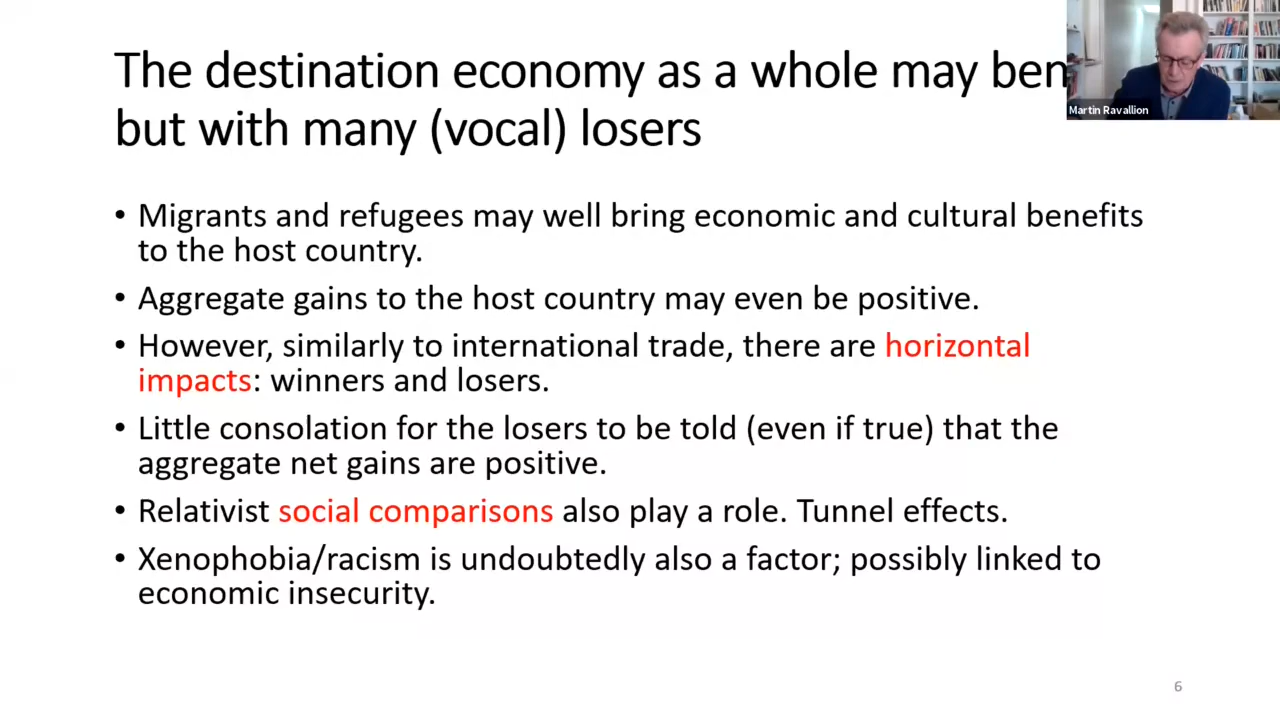 The destination economy as a whole may ben
but with many (vocal) losers
Martin Ravallion
• Migrants and refugees may well bring economic and cultural benefits
to the host country.
• Aggregate gains to the host country may even be positive.
• However, similarly to international trade, there are horizontal
impacts: winners and losers.
• Little consolation for the losers to be told (even if true) that the
aggregate net gains are positive.
• Relativist social comparisons also play a role. Tunnel effects.
• Xenophobia/racism is undoubtedly also a factor; possibly linked to
economic insecurity.
6